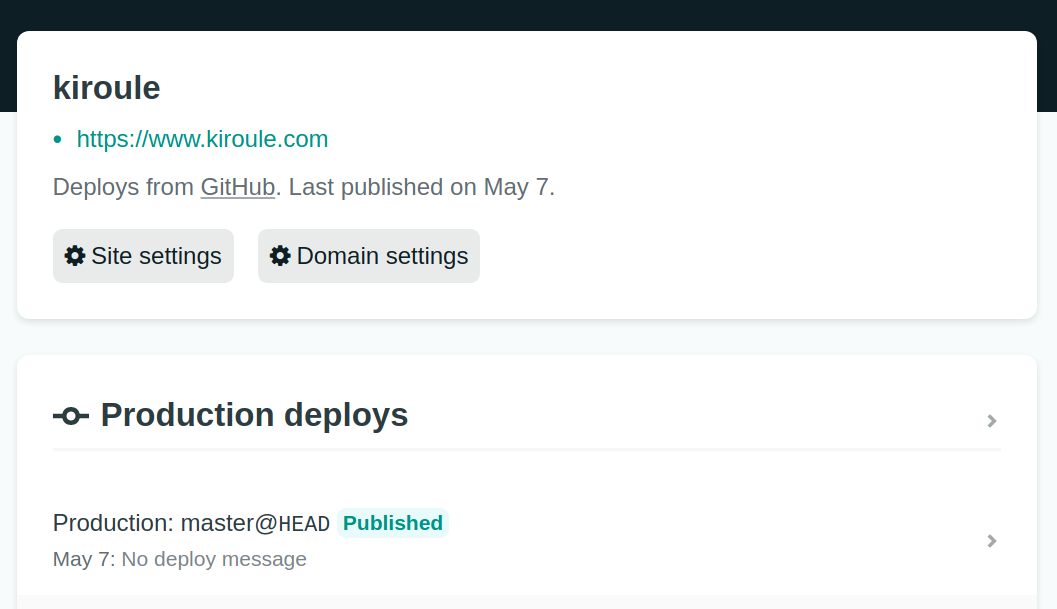 kiroule
• https://www.kiroule.com
Deploys from GitHub. Last published on May 7.
Site settings Domain settings
Production deploys
Production: master@HEAD Published
May 7: No deploy message